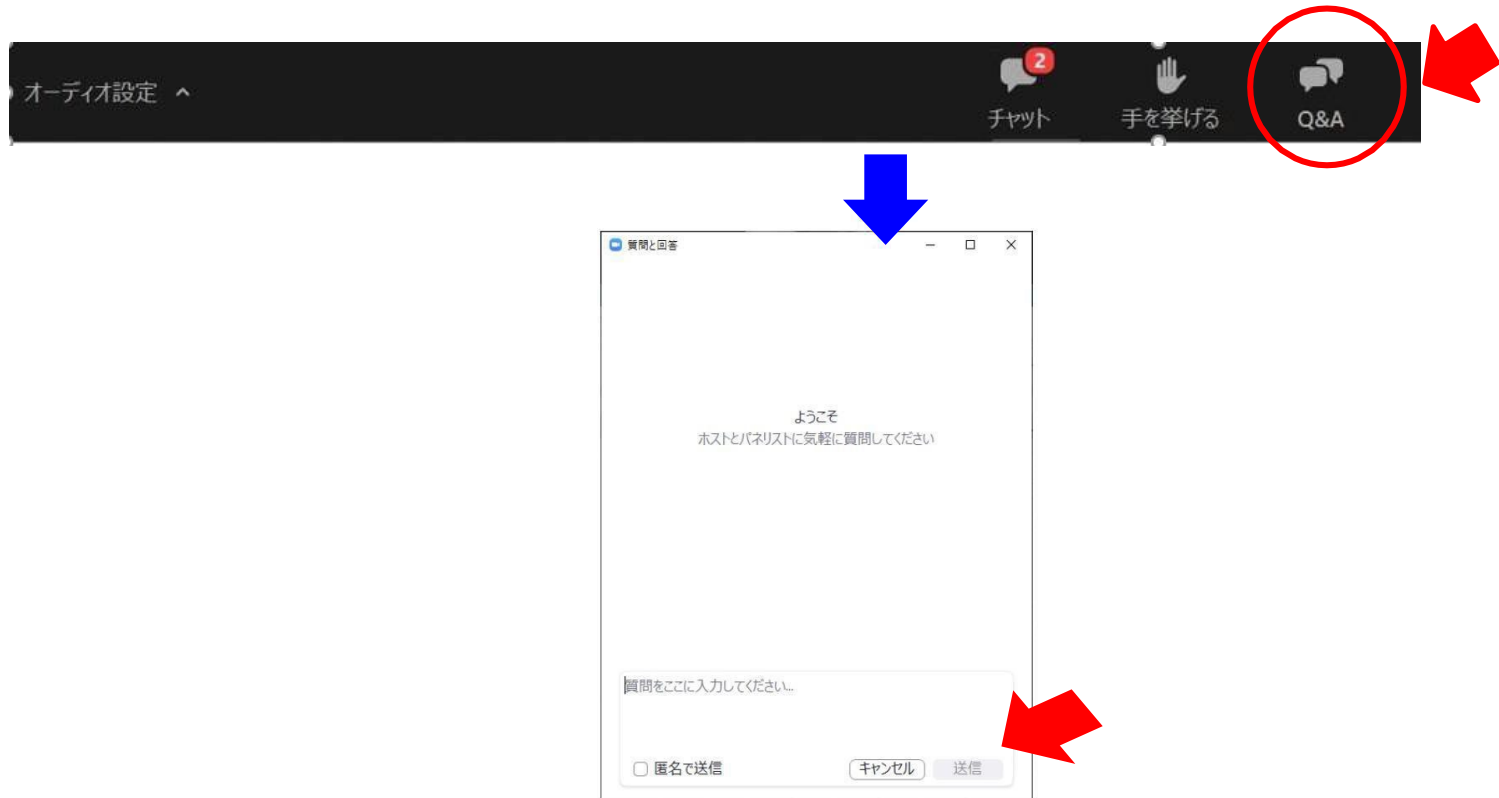 オーディオ設定
2
チャット
手を挙げる
Q&A
質問と回答
ようこそ
ホストとパネリストに気軽に質問してください
質問をここに入力してください...
匿名で送信
キャンセル
送信